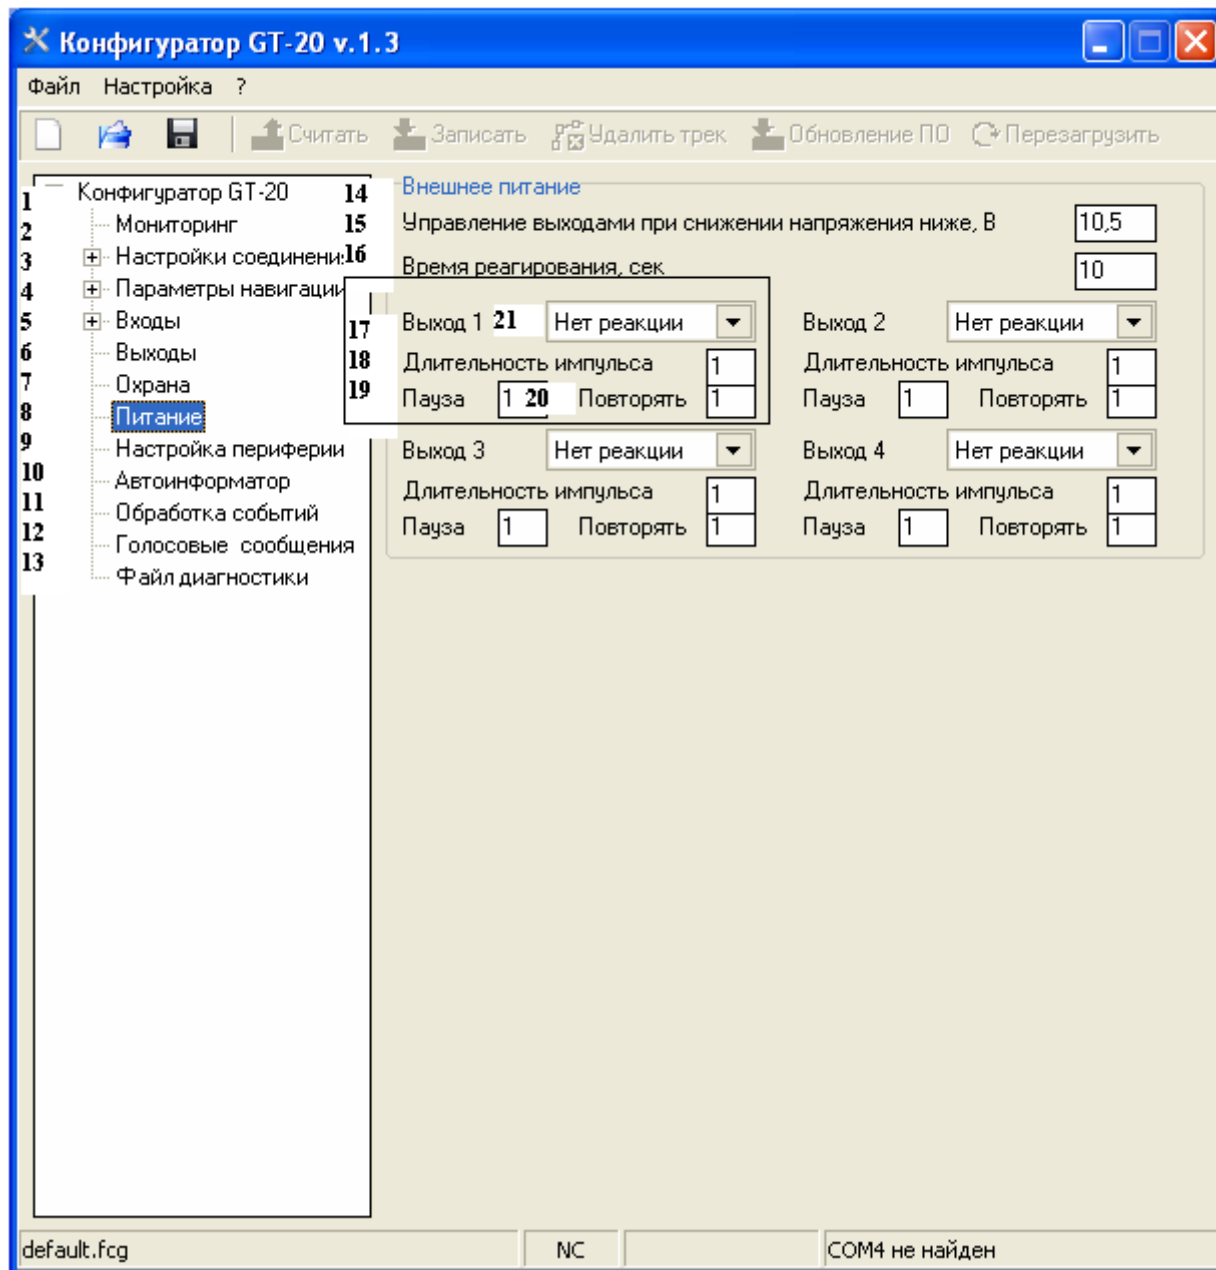 Конфигуратор GT-20 v.1.3
Файл Настройка ?
Считать Записать Удалить трек Обновление ПО Перезагрузить
1 Конфигуратор GT-20
2 Мониторинг
3 Настройки соединени
4 Параметры навигации
5 Входы
6 Выходы
7 Охрана
8 Питание
9 Настройка периферии
10 Автоинформатор
11 Обработка событий
12 Голосовые сообщения
13 Файл диагностики
14 Внешнее питание
15 Управление выходами при снижении напряжения ниже, В 10,5
16 Время реагирования, сек 10
17 Выход 1 21 Нет реакции Выход 2 Нет реакции
18 Длительность импульса 1 Длительность импульса 1
19 Пауза 1 20 Повторять 1 Пауза 1 Повторять 1
Выход 3 Нет реакции Выход 4 Нет реакции
Длительность импульса 1 Длительность импульса 1
Пауза 1 Повторять 1 Пауза 1 Повторять 1
default.fcg NC COM4 не найден